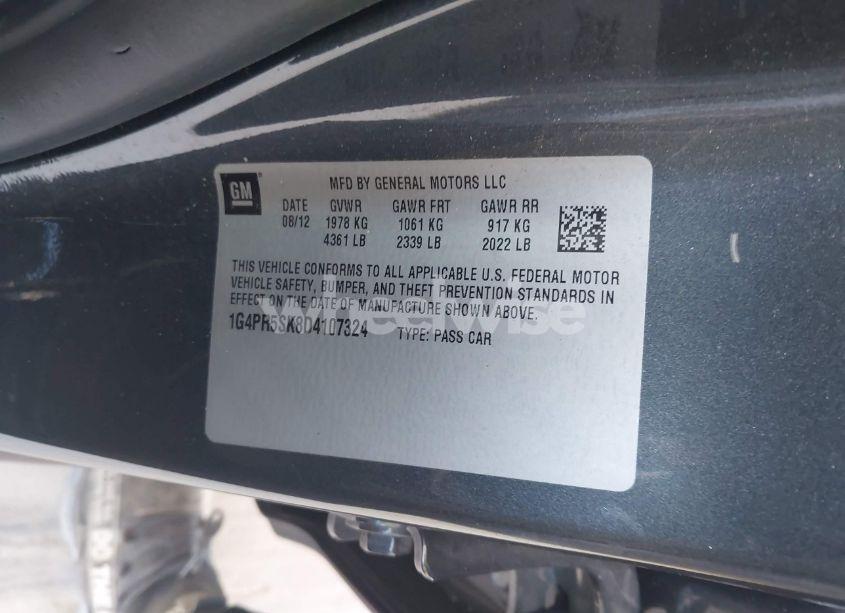 GM
MFD BY GENERAL MOTORS LLC
DATE GVWR GAWR FRT GAWR RR
08/12 1978 KG 1061 KG 917 KG
4361 LB 2339 LB 2022 LB
THIS VEHICLE CONFORMS TO ALL APPLICABLE U.S. FEDERAL MOTOR
VEHICLE SAFETY, BUMPER, AND THEFT PREVENTION STANDARDS IN
EFFECT ON THE DATE OF MANUFACTURE SHOWN ABOVE.
1G4PR5SK8D4107324 TYPE: PASS CAR
wheelwise